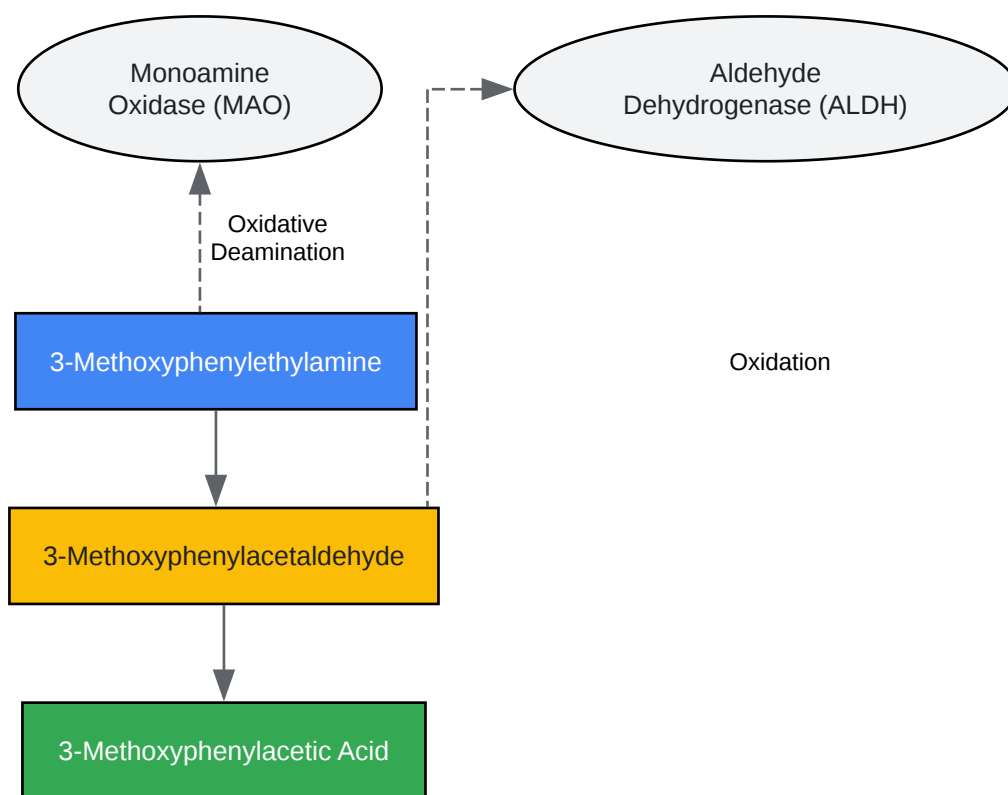 Monoamine
Oxidase (MAO)
Aldehyde
Dehydrogenase (ALDH)
Oxidative
Deamination
3-Methoxyphenylethylamine
Oxidation
3-Methoxyphenylacetaldehyde
3-Methoxyphenylacetic Acid